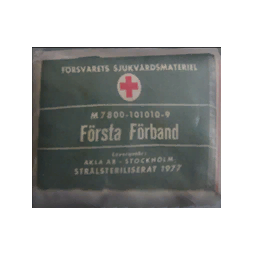 FÖRSVARETS SJUKVÅRDSMATERIEL
M7800-101010-9
Första Förband
AKLA AB - STOCKHOLM
STRÅLSTERILISERAT 1977